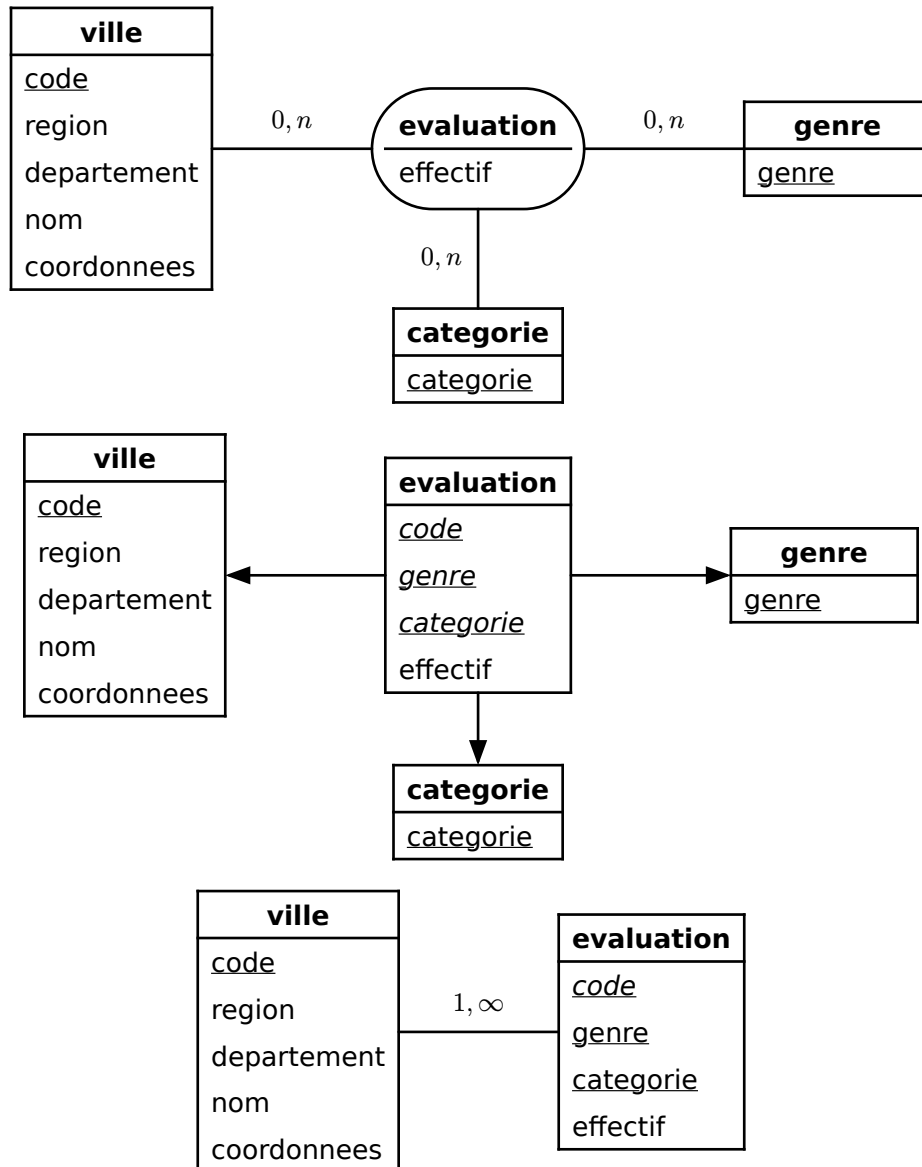 ville
code
region
departement
nom
coordonnees
0, n
evaluation
effectif
0, n
genre
genre
0, n
categorie
categorie
ville
code
region
departement
nom
coordonnees
evaluation
code
genre
categorie
effectif
genre
genre
categorie
categorie
ville
code
region
departement
nom
coordonnees
1, ∞
evaluation
code
genre
categorie
effectif